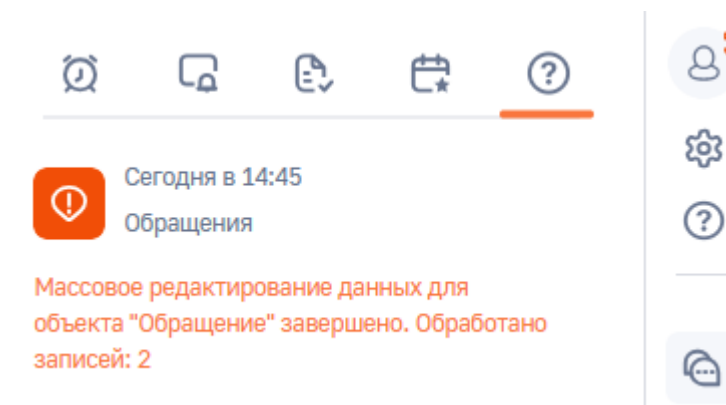 Сегодня в 14:45
Обращения
Массовое редактирование данных для
объекта "Обращение" завершено. Обработано
записей: 2